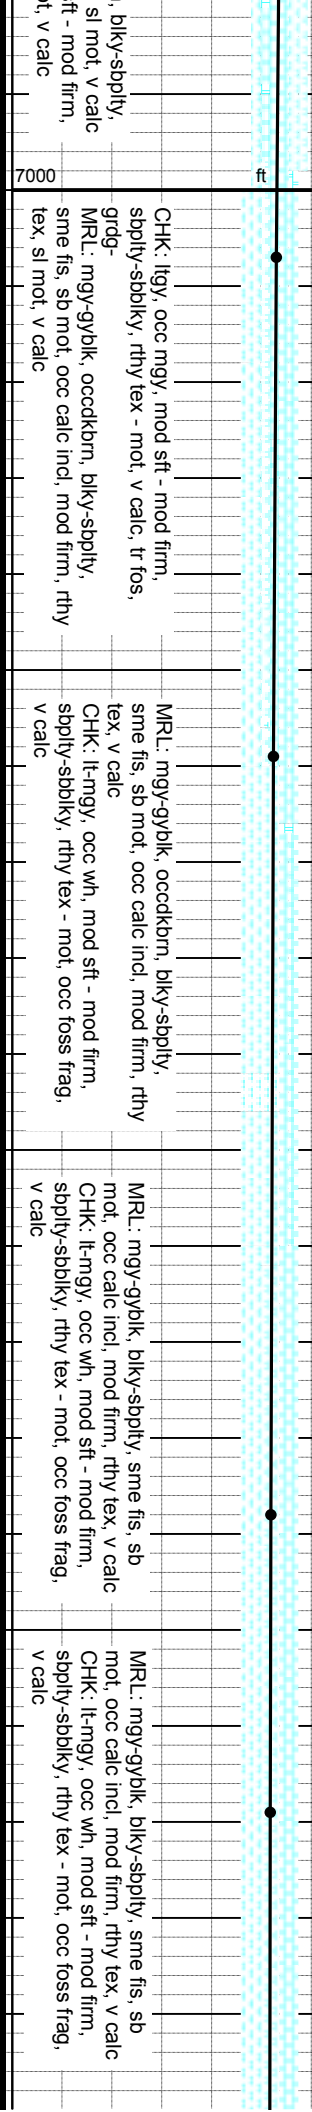 , blky-sbplty,
sl mot, v calc
sft - mod firm,
ot, v calc
7000 ft
CHK: ltgy, occ mgy, mod sft - mod firm,
sbplty-sbblky, rthy tex - mot, v calc, tr fos,
grdg-
MRL: mgy-gyblk, occdkbrn, blky-sbplty,
sme fis, sb mot, occ calc incl, mod firm, rthy
tex, sl mot, v calc
MRL: mgy-gyblk, occdkbrn, blky-sbplty,
sme fis, sb mot, occ calc incl, mod firm, rthy
tex, v calc
CHK: lt-mgy, occ wh, mod sft - mod firm,
sbplty-sbblky, rthy tex - mot, occ foss frag,
v calc
MRL: mgy-gyblk, blky-sbplty, sme fis, sb
mot, occ calc incl, mod firm, rthy tex, v calc
CHK: lt-mgy, occ wh, mod sft - mod firm,
sbplty-sbblky, rthy tex - mot, occ foss frag,
v calc
MRL: mgy-gyblk, blky-sbplty, sme fis, sb
mot, occ calc incl, mod firm, rthy tex, v calc
CHK: lt-mgy, occ wh, mod sft - mod firm,
sbplty-sbblky, rthy tex - mot, occ foss frag,
v calc